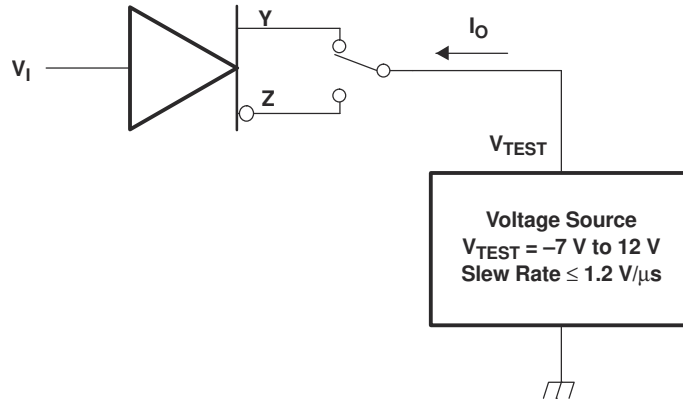 Y
I_O
V_I
Z
V_TEST
Voltage Source
V_TEST = –7 V to 12 V
Slew Rate ≤ 1.2 V/μs